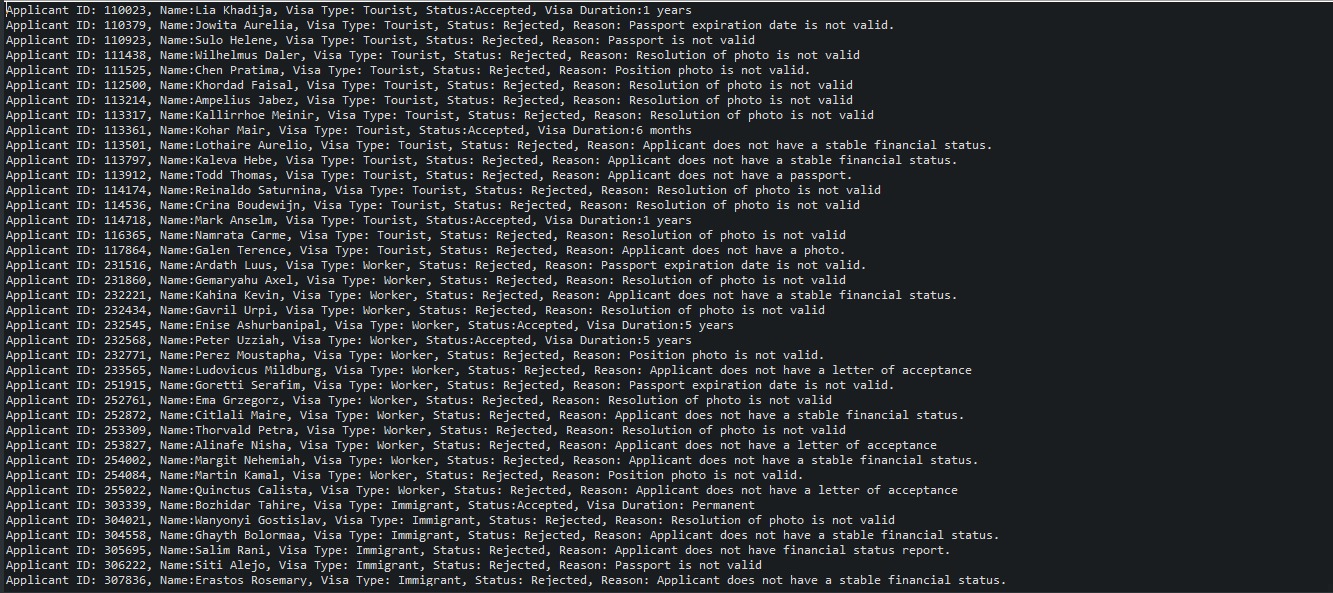 Applicant ID: 110023, Name:Lia Khadija, Visa Type: Tourist, Status:Accepted, Visa Duration:1 years
Applicant ID: 110379, Name:Jowita Aurelia, Visa Type: Tourist, Status: Rejected, Reason: Passport expiration date is not valid.
Applicant ID: 110923, Name:Sulo Helene, Visa Type: Tourist, Status: Rejected, Reason: Passport is not valid
Applicant ID: 111438, Name:Wilhelmus Daler, Visa Type: Tourist, Status: Rejected, Reason: Resolution of photo is not valid
Applicant ID: 111525, Name:Chen Pratima, Visa Type: Tourist, Status: Rejected, Reason: Position photo is not valid.
Applicant ID: 112500, Name:Khordad Faisal, Visa Type: Tourist, Status: Rejected, Reason: Resolution of photo is not valid
Applicant ID: 113214, Name:Ampelius Jabez, Visa Type: Tourist, Status: Rejected, Reason: Resolution of photo is not valid
Applicant ID: 113317, Name:Kallirrhoe Meinir, Visa Type: Tourist, Status: Rejected, Reason: Resolution of photo is not valid
Applicant ID: 113361, Name:Kohar Mair, Visa Type: Tourist, Status:Accepted, Visa Duration:6 months
Applicant ID: 113501, Name:Lothaire Aurelio, Visa Type: Tourist, Status: Rejected, Reason: Applicant does not have a stable financial status.
Applicant ID: 113797, Name:Kaleva Hebe, Visa Type: Tourist, Status: Rejected, Reason: Applicant does not have a stable financial status.
Applicant ID: 113912, Name:Todd Thomas, Visa Type: Tourist, Status: Rejected, Reason: Applicant does not have a passport.
Applicant ID: 114174, Name:Reinaldo Saturnina, Visa Type: Tourist, Status: Rejected, Reason: Resolution of photo is not valid
Applicant ID: 114536, Name:Crina Boudewijn, Visa Type: Tourist, Status: Rejected, Reason: Resolution of photo is not valid
Applicant ID: 114718, Name:Mark Anselm, Visa Type: Tourist, Status:Accepted, Visa Duration:1 years
Applicant ID: 116365, Name:Namrata Carme, Visa Type: Tourist, Status: Rejected, Reason: Resolution of photo is not valid
Applicant ID: 117864, Name:Galen Terence, Visa Type: Tourist, Status: Rejected, Reason: Applicant does not have a photo.
Applicant ID: 231516, Name:Ardath Luus, Visa Type: Worker, Status: Rejected, Reason: Passport expiration date is not valid.
Applicant ID: 231860, Name:Gemaryahu Axel, Visa Type: Worker, Status: Rejected, Reason: Resolution of photo is not valid
Applicant ID: 232221, Name:Kahina Kevin, Visa Type: Worker, Status: Rejected, Reason: Applicant does not have a stable financial status.
Applicant ID: 232434, Name:Gavril Urpi, Visa Type: Worker, Status: Rejected, Reason: Resolution of photo is not valid
Applicant ID: 232545, Name:Enise Ashurbanipal, Visa Type: Worker, Status:Accepted, Visa Duration:5 years
Applicant ID: 232568, Name:Peter Uzziah, Visa Type: Worker, Status:Accepted, Visa Duration:5 years
Applicant ID: 232771, Name:Perez Moustapha, Visa Type: Worker, Status: Rejected, Reason: Position photo is not valid.
Applicant ID: 233565, Name:Ludovicus Mildburg, Visa Type: Worker, Status: Rejected, Reason: Applicant does not have a letter of acceptance
Applicant ID: 251915, Name:Goretti Serafim, Visa Type: Worker, Status: Rejected, Reason: Passport expiration date is not valid.
Applicant ID: 252761, Name:Ema Grzegorz, Visa Type: Worker, Status: Rejected, Reason: Resolution of photo is not valid
Applicant ID: 252872, Name:Citlali Maire, Visa Type: Worker, Status: Rejected, Reason: Applicant does not have a stable financial status.
Applicant ID: 253309, Name:Thorvald Petra, Visa Type: Worker, Status: Rejected, Reason: Resolution of photo is not valid
Applicant ID: 253827, Name:Alinafe Nisha, Visa Type: Worker, Status: Rejected, Reason: Applicant does not have a letter of acceptance
Applicant ID: 254002, Name:Margit Nehemiah, Visa Type: Worker, Status: Rejected, Reason: Applicant does not have a stable financial status.
Applicant ID: 254084, Name:Martin Kamal, Visa Type: Worker, Status: Rejected, Reason: Position photo is not valid.
Applicant ID: 255022, Name:Quinctus Calista, Visa Type: Worker, Status: Rejected, Reason: Applicant does not have a letter of acceptance
Applicant ID: 303339, Name:Bozhidar Tahire, Visa Type: Immigrant, Status:Accepted, Visa Duration: Permanent
Applicant ID: 304021, Name:Wanyonyi Gostislav, Visa Type: Immigrant, Status: Rejected, Reason: Resolution of photo is not valid
Applicant ID: 304558, Name:Ghayth Bolormaa, Visa Type: Immigrant, Status: Rejected, Reason: Applicant does not have a stable financial status.
Applicant ID: 305695, Name:Salim Rani, Visa Type: Immigrant, Status: Rejected, Reason: Applicant does not have financial status report.
Applicant ID: 306222, Name:Siti Alejo, Visa Type: Immigrant, Status: Rejected, Reason: Passport is not valid
Applicant ID: 307836, Name:Erastos Rosemary, Visa Type: Immigrant, Status: Rejected, Reason: Applicant does not have a stable financial status.